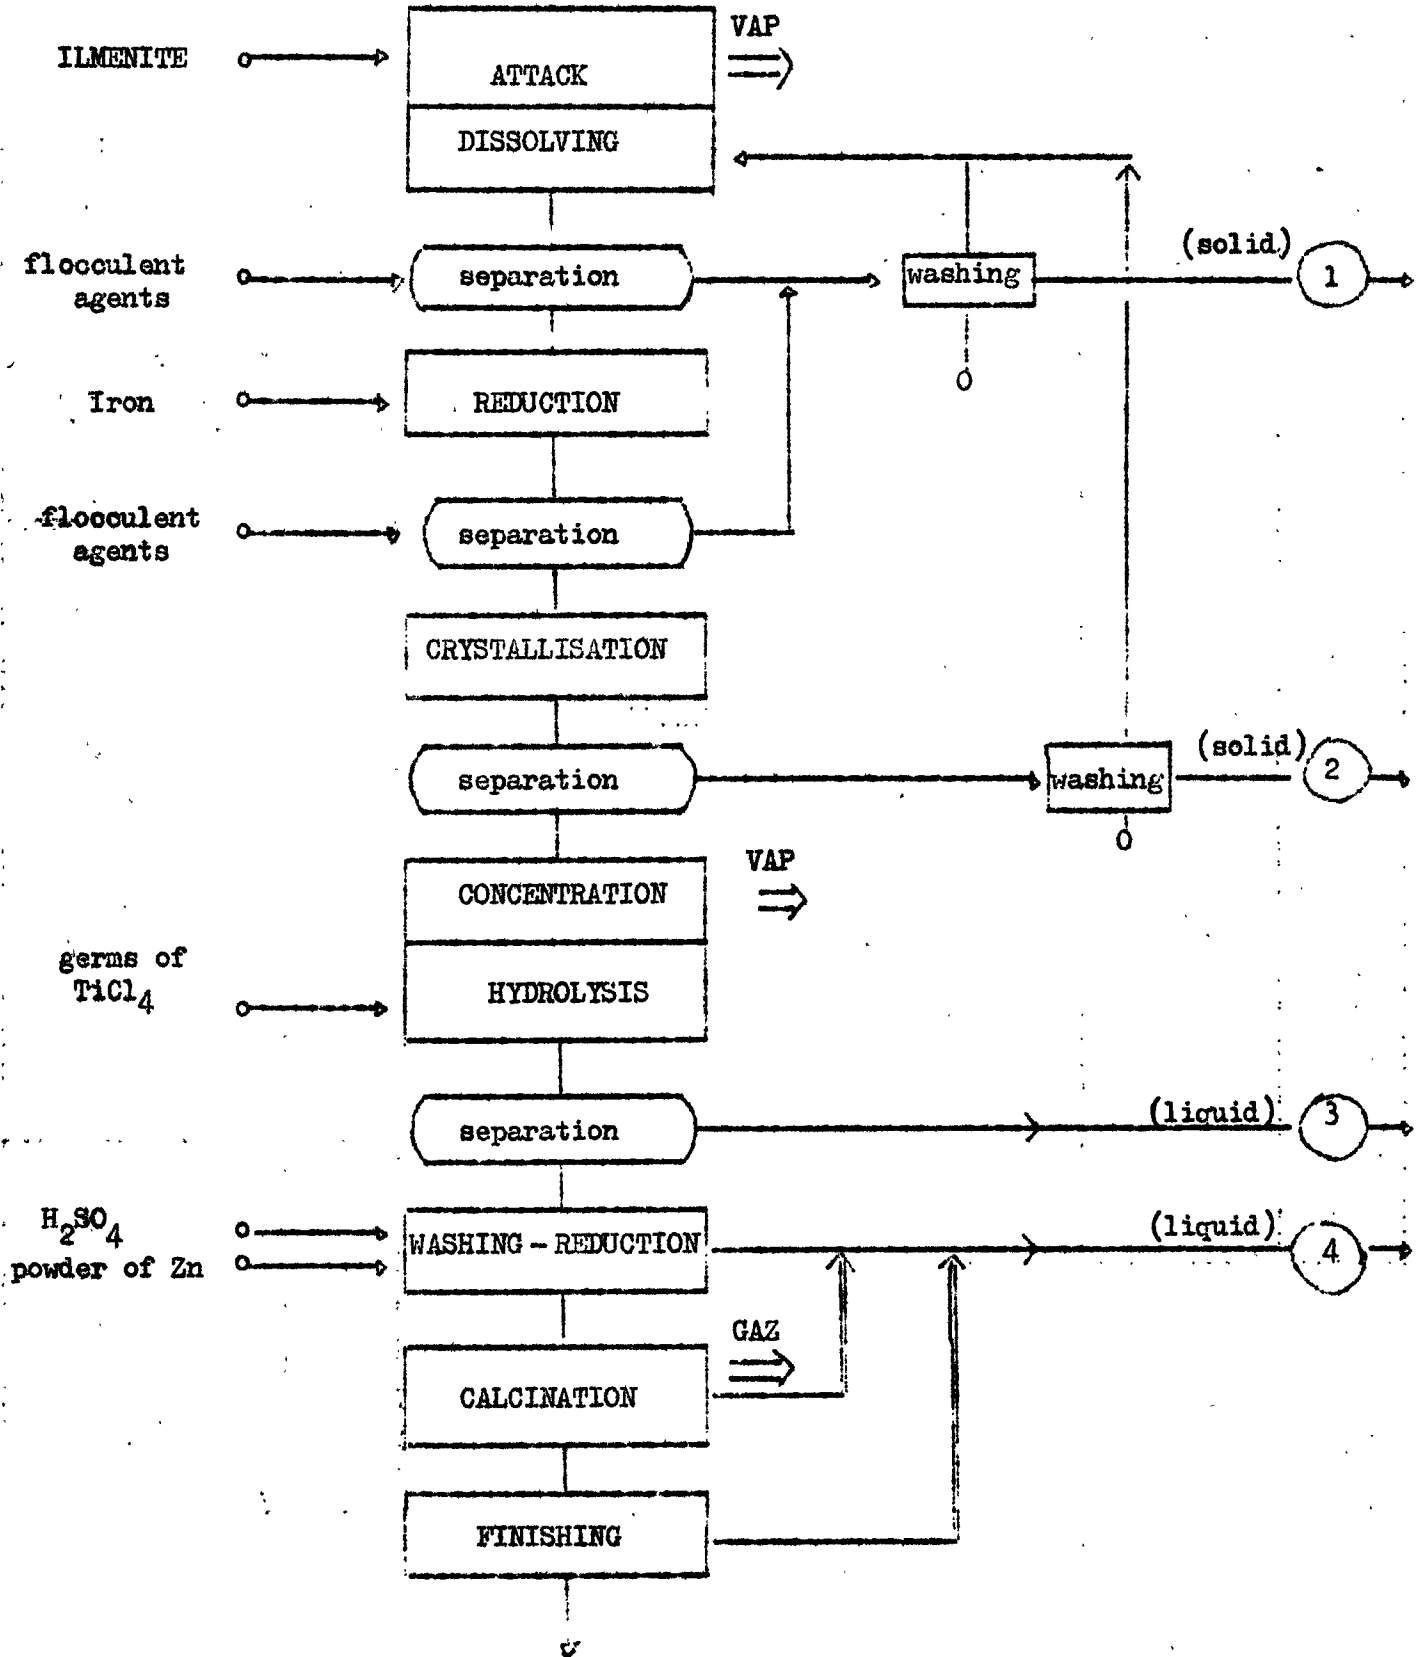 VAP
ILMENITE
ATTACK
DISSOLVING
(solid)
flocculent
agents
separation
washing
1
Iron
REDUCTION
flocculent
agents
separation
CRYSTALLISATION
(solid)
separation
washing
2
VAP
CONCENTRATION
germs of
TiCl4
HYDROLYSIS
(liquid)
3
separation
H2SO4
powder of Zn
WASHING - REDUCTION
(liquid)
4
GAZ
CALCINATION
FINISHING